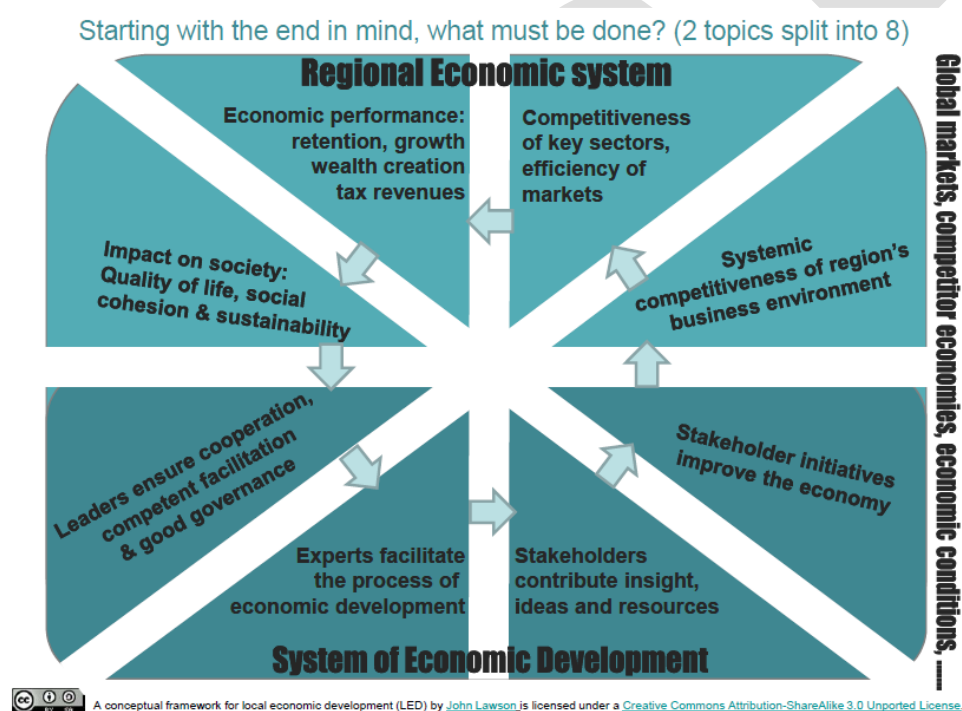 Starting with the end in mind, what must be done? (2 topics split into 8)
Regional Economic system
Economic performance:
retention, growth
wealth creation
tax revenues
Competitiveness
of key sectors,
efficiency of
markets
Impact on society:
Quality of life, social
cohesion & sustainability
Systemic
competitiveness of region's
business environment
Leaders ensure cooperation,
competent facilitation
& good governance
Stakeholder initiatives
improve the economy
Experts facilitate
the process of
economic development
Stakeholders
contribute insight,
ideas and resources
System of Economic Development
Global markets, competitor economies, economic conditions, ......
cc BY SA
A conceptual framework for local economic development (LED) by John Lawson is licensed under a Creative Commons Attribution-ShareAlike 3.0 Unported License.